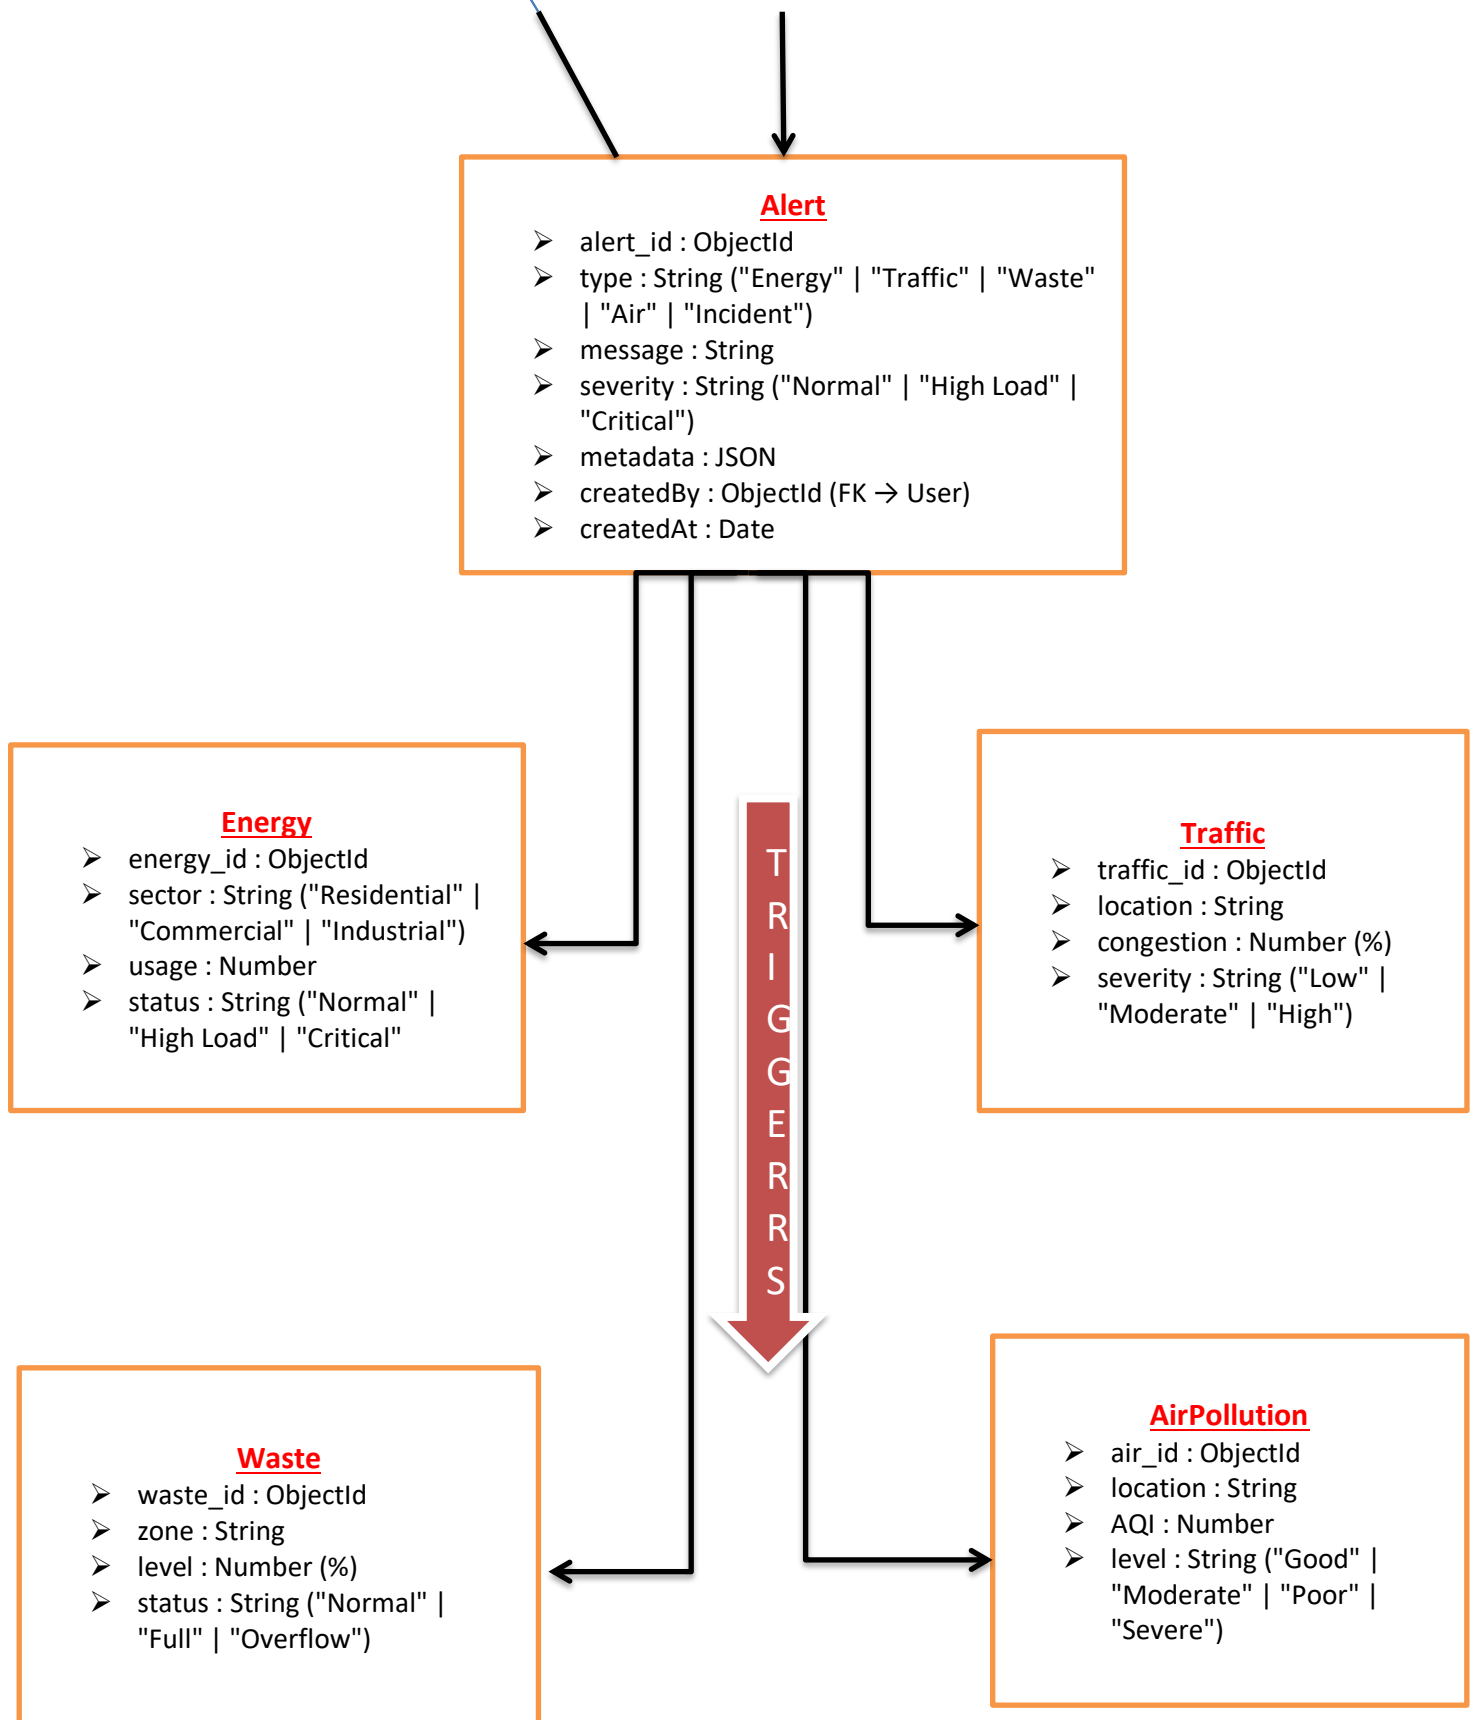 Alert
➢ alert_id : ObjectId
➢ type : String ("Energy" | "Traffic" | "Waste"
| "Air" | "Incident")
➢ message : String
➢ severity : String ("Normal" | "High Load" |
"Critical")
➢ metadata : JSON
➢ createdBy : ObjectId (FK → User)
➢ createdAt : Date
Energy
➢ energy_id : ObjectId
➢ sector : String ("Residential" |
"Commercial" | "Industrial")
➢ usage : Number
➢ status : String ("Normal" |
"High Load" | "Critical"
T
R
I
G
G
E
R
R
S
Traffic
➢ traffic_id : ObjectId
➢ location : String
➢ congestion : Number (%)
➢ severity : String ("Low" |
"Moderate" | "High")
Waste
➢ waste_id : ObjectId
➢ zone : String
➢ level : Number (%)
➢ status : String ("Normal" |
"Full" | "Overflow")
AirPollution
➢ air_id : ObjectId
➢ location : String
➢ AQI : Number
➢ level : String ("Good" |
"Moderate" | "Poor" |
"Severe")